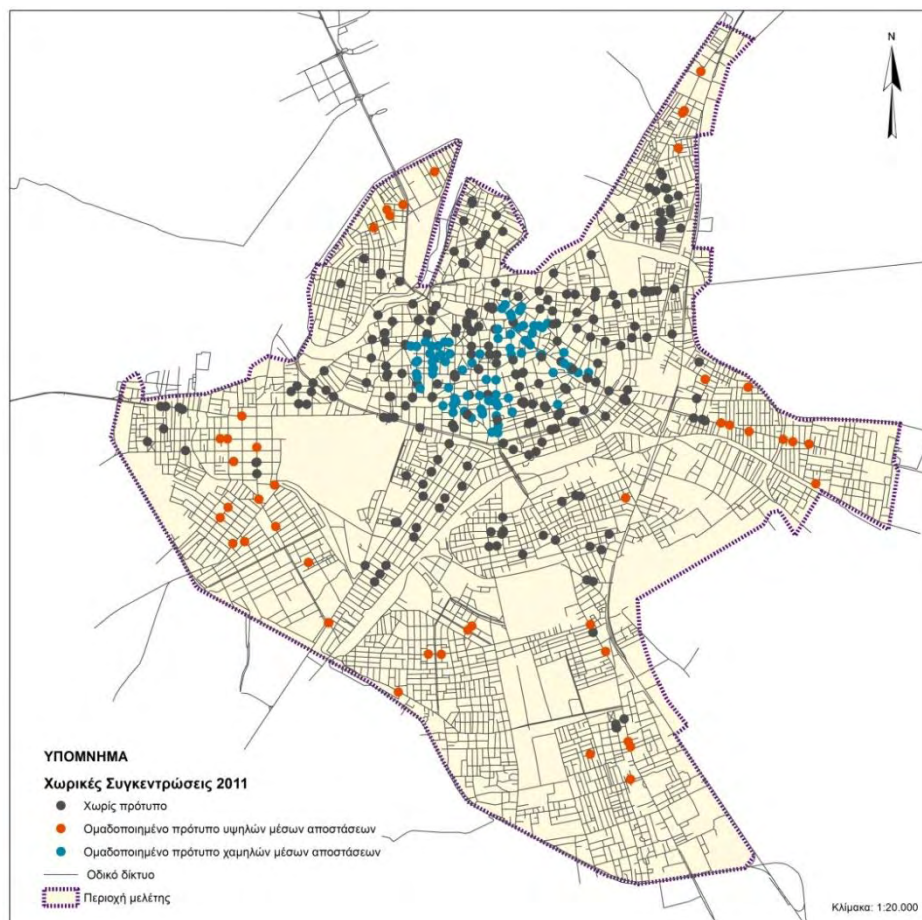 N
ΥΠΟΜΝΗΜΑ
Χωρικές Συγκεντρώσεις 2011
Χωρίς πρότυπο
Ομαδοποιημένο πρότυπο υψηλών μέσων αποστάσεων
Ομαδοποιημένο πρότυπο χαμηλών μέσων αποστάσεων
Οδικό δίκτυο
Περιοχή μελέτης
Κλίμακα: 1:20.000